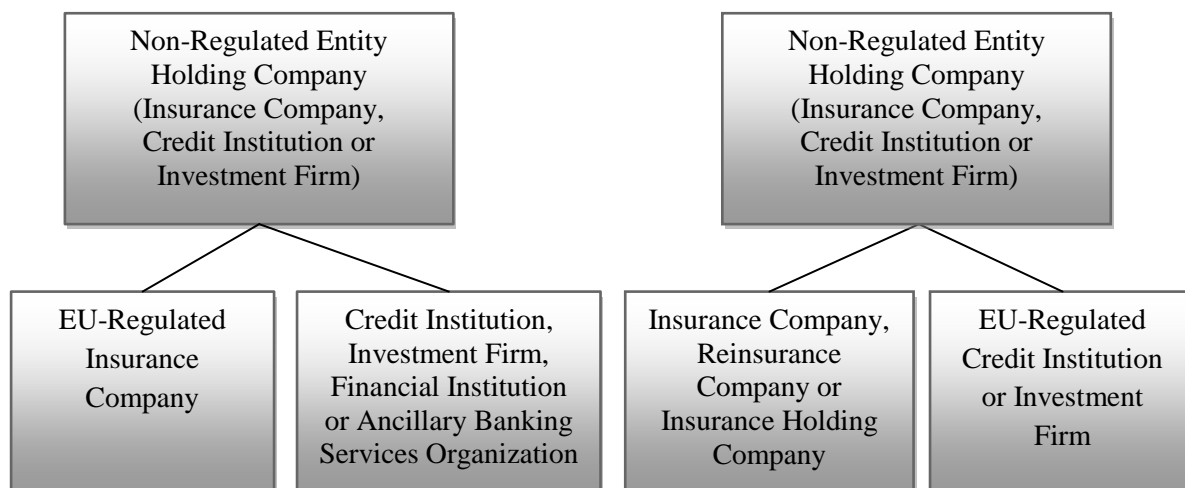 Non-Regulated Entity
Holding Company
(Insurance Company,
Credit Institution or
Investment Firm)
Non-Regulated Entity
Holding Company
(Insurance Company,
Credit Institution or
Investment Firm)
EU-Regulated
Insurance
Company
Credit Institution,
Investment Firm,
Financial Institution
or Ancillary Banking
Services Organization
Insurance Company,
Reinsurance
Company or
Insurance Holding
Company
EU-Regulated
Credit Institution
or Investment
Firm